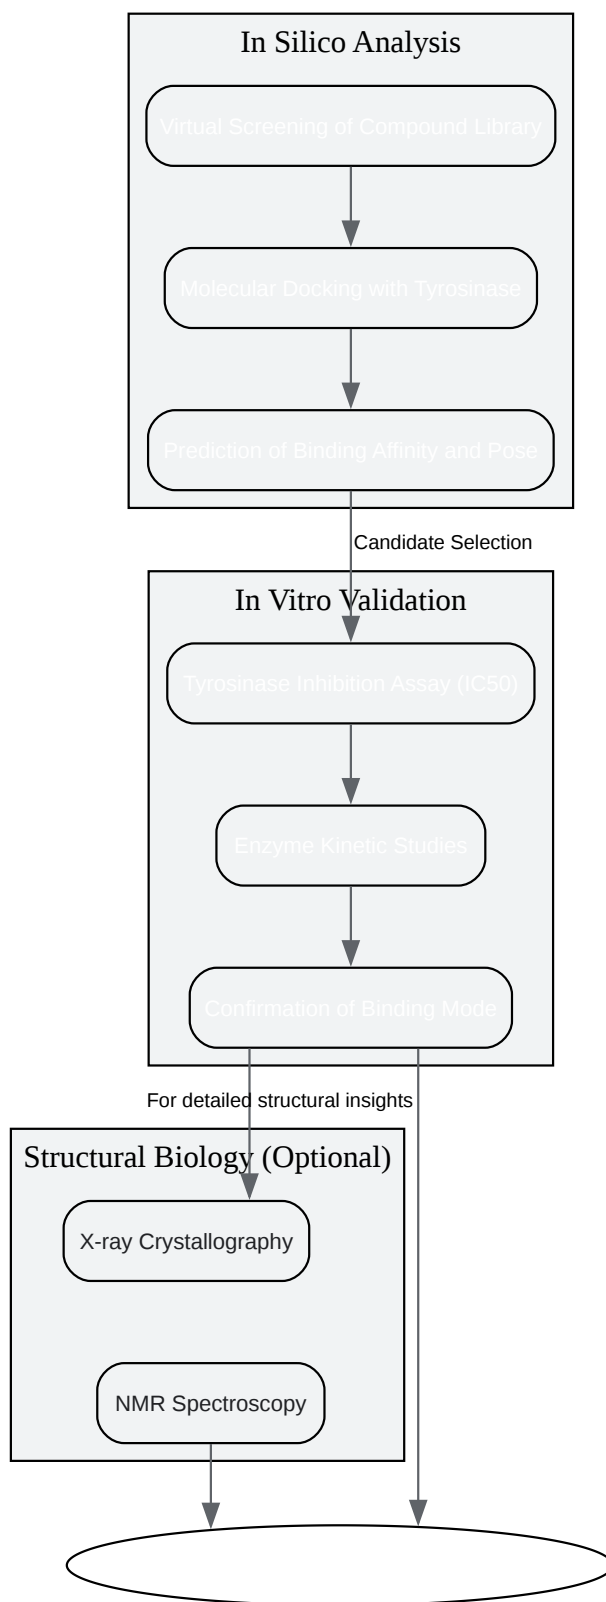 In Silico Analysis
Virtual Screening of Compound Library
Molecular Docking with Tyrosinase
Prediction of Binding Affinity and Pose
Candidate Selection
In Vitro Validation
Tyrosinase Inhibition Assay (IC50)
Enzyme Kinetic Studies
Confirmation of Binding Mode
For detailed structural insights
Structural Biology (Optional)
X-ray Crystallography
NMR Spectroscopy